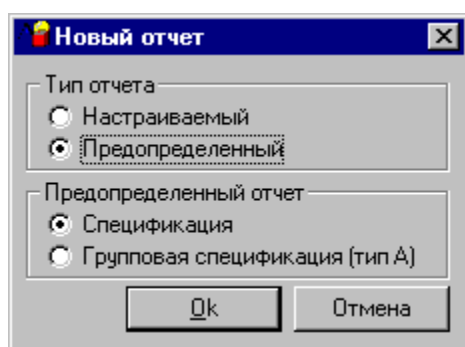 Новый отчет
Тип отчета
Настраиваемый
Предопределенный
Предопределенный отчет
Спецификация
Групповая спецификация (тип А)
Ok
Отмена